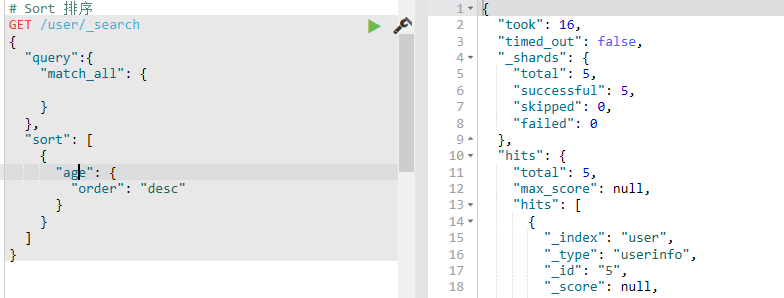 # Sort 排序
GET /user/_search
{
  "query":{
    "match_all": {

    }
  },
  "sort": [
    {
      "age": {
        "order": "desc"
      }
    }
  ]
}
1 {
2   "took": 16,
3   "timed_out": false,
4   "_shards": {
5     "total": 5,
6     "successful": 5,
7     "skipped": 0,
8     "failed": 0
9   },
10   "hits": {
11     "total": 5,
12     "max_score": null,
13     "hits": [
14       {
15         "_index": "user",
16         "_type": "userinfo",
17         "_id": "5",
18         "_score": null,